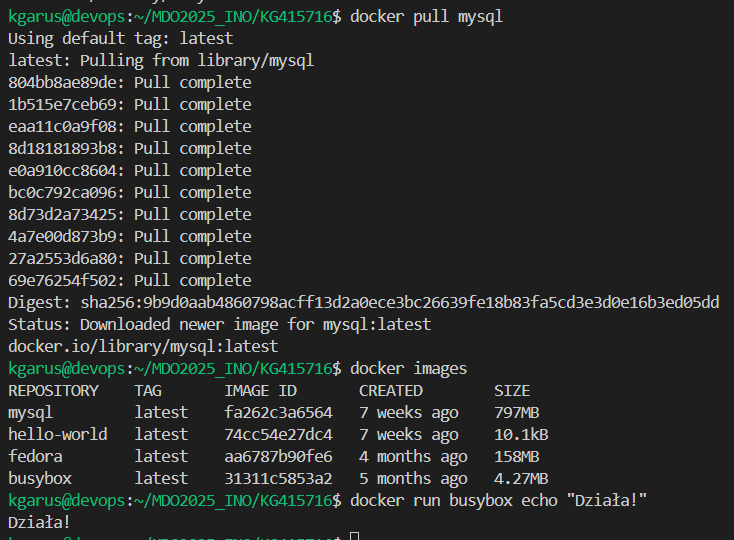 kgarus@devops:~/MDO2025_INO/KG415716$ docker pull mysql
Using default tag: latest
latest: Pulling from library/mysql
804bb8ae89de: Pull complete
1b515e7ceb69: Pull complete
eaa11c0a9f08: Pull complete
8d18181893b8: Pull complete
e0a910cc8604: Pull complete
bc0c792ca096: Pull complete
8d73d2a73425: Pull complete
4a7e00d873b9: Pull complete
27a2553d6a80: Pull complete
69e76254f502: Pull complete
Digest: sha256:9b9d0aab4860798acff13d2a0ece3bc26639fe18b83fa5cd3e3d0e16b3ed05dd
Status: Downloaded newer image for mysql:latest
docker.io/library/mysql:latest
kgarus@devops:~/MDO2025_INO/KG415716$ docker images
REPOSITORY    TAG       IMAGE ID       CREATED        SIZE
mysql         latest    fa262c3a6564   7 weeks ago    797MB
hello-world   latest    74cc54e27dc4   7 weeks ago    10.1kB
fedora        latest    aa6787b90fe6   4 months ago   158MB
busybox       latest    31311c5853a2   5 months ago   4.27MB
kgarus@devops:~/MDO2025_INO/KG415716$ docker run busybox echo "Działa!"
Działa!